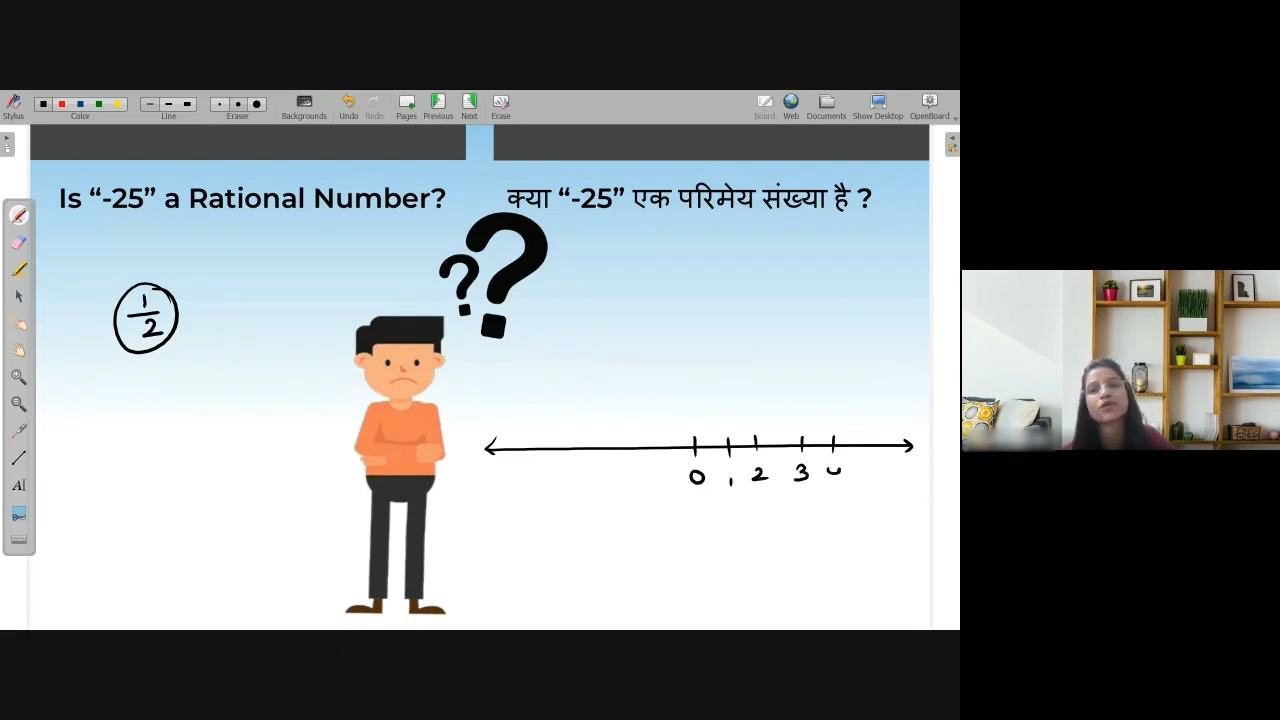 Stylus
Color
Line
Eraser
Backgrounds
Undo
Redo
Pages
Previous
Next
Erase
Board
Web
Documents
Show Desktop
OpenBoard
Is “-25” a Rational Number?
क्या “-25” एक परिमेय संख्या है ?
? ?
1
2
A
0 1 2 3